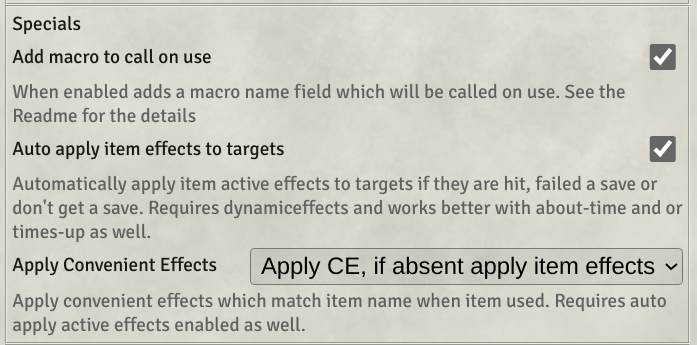 Specials
Add macro to call on use
When enabled adds a macro name field which will be called on use. See the
Readme for the details
Auto apply item effects to targets
Automatically apply item active effects to targets if they are hit, failed a save or
don't get a save. Requires dynamiceffects and works better with about-time and or
times-up as well.
Apply Convenient Effects
Apply CE, if absent apply item effects
Apply convenient effects which match item name when item used. Requires auto
apply active effects enabled as well.